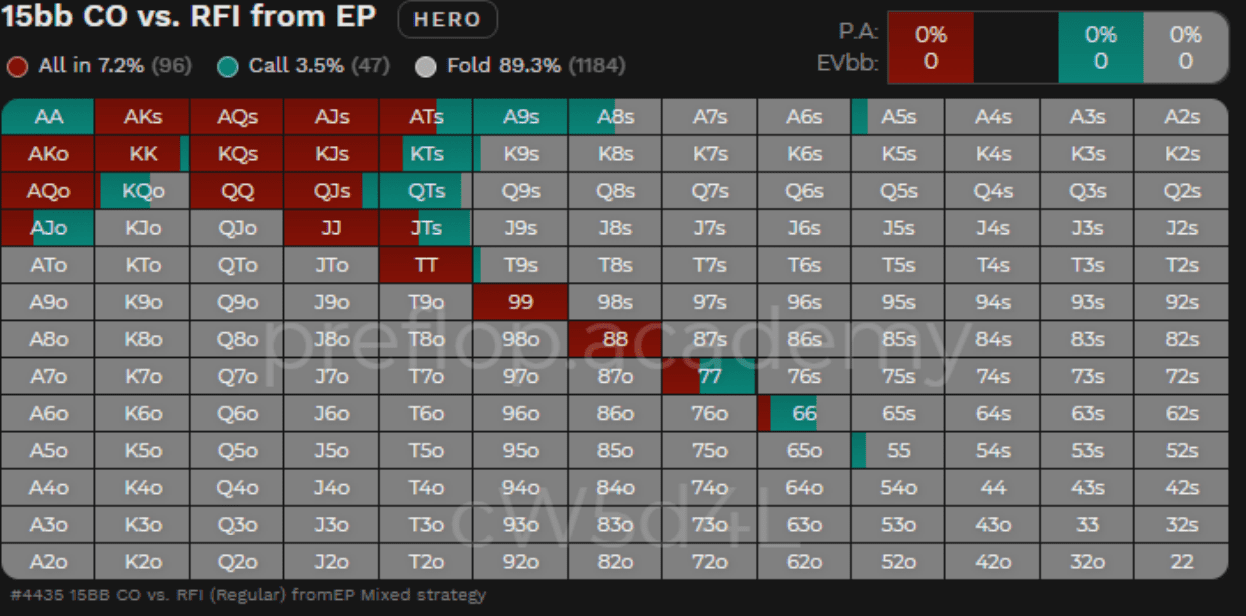 15bb CO vs. RFI from EP HERO
P.A: 0% 0% 0%
All in 7.2% (96) Call 3.5% (47) Fold 89.3% (1184)
EVbb: 0 0 0
AA AKs AQs AJs ATs A9s A8s A7s A6s A5s A4s A3s A2s
AKo KK KQs KJs KTs K9s K8s K7s K6s K5s K4s K3s K2s
AQo KQo QQ QJs QTs Q9s Q8s Q7s Q6s Q5s Q4s Q3s Q2s
AJo KJo QJo JJ JTs J9s J8s J7s J6s J5s J4s J3s J2s
ATo KTo QTo JTo TT T9s T8s T7s T6s T5s T4s T3s T2s
A9o K9o Q9o J9o T9o 99 98s 97s 96s 95s 94s 93s 92s
A8o K8o Q8o J8o T8o 98o 88 87s 86s 85s 84s 83s 82s
preflop.academy
A7o K7o Q7o J7o T7o 97o 87o 77 76s 75s 74s 73s 72s
A6o K6o Q6o J6o T6o 96o 86o 76o 66 65s 64s 63s 62s
A5o K5o Q5o J5o T5o 95o 85o 75o 65o 55 54s 53s 52s
A4o K4o Q4o J4o T4o 94o 84o 74o 64o 54o 44 43s 42s
cW5d4L
A3o K3o Q3o J3o T3o 93o 83o 73o 63o 53o 43o 33 32s
A2o K2o Q2o J2o T2o 92o 82o 72o 62o 52o 42o 32o 22
#4435 15BB CO vs. RFI (Regular) fromEP Mixed strategy